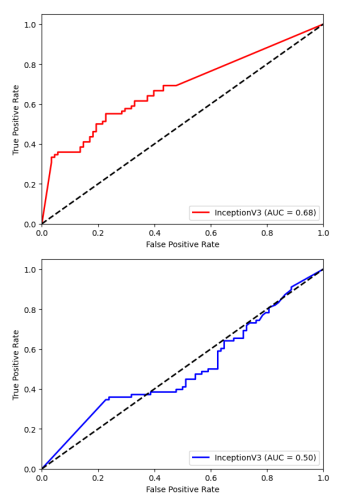 1.0
0.8
0.6
0.4
0.2
0.0
True Positive Rate
InceptionV3 (AUC = 0.68)
0.0 0.2 0.4 0.6 0.8 1.0
False Positive Rate
1.0
0.8
0.6
0.4
0.2
0.0
True Positive Rate
InceptionV3 (AUC = 0.50)
0.0 0.2 0.4 0.6 0.8 1.0
False Positive Rate